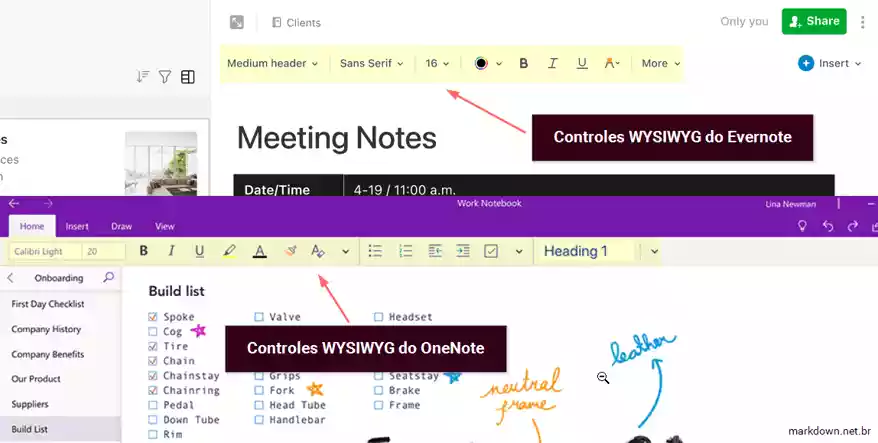 Clients
Only you
Share
Medium header
Sans Serif
16
B
I
U
A
More
Insert
Controles WYSIWYG do Evernote
Meeting Notes
Date/Time
4-19 / 11:00 a.m.
Work Notebook
Lina Newman
Home
Insert
Draw
View
Calibri Light
20
B
I
U
A
A
Heading 1
Onboarding
First Day Checklist
Company History
Company Benefits
Our Product
Suppliers
Build List
Build list
Spoke
Valve
Headset
Cog
Tire
Chain
Controles WYSIWYG do OneNote
Chainstay
Grips
Seatstay
Chainring
Fork
Brake
Pedal
Head Tube
Frame
Down Tube
Handlebar
Rim
neutral
frame
leather
markdown.net.br